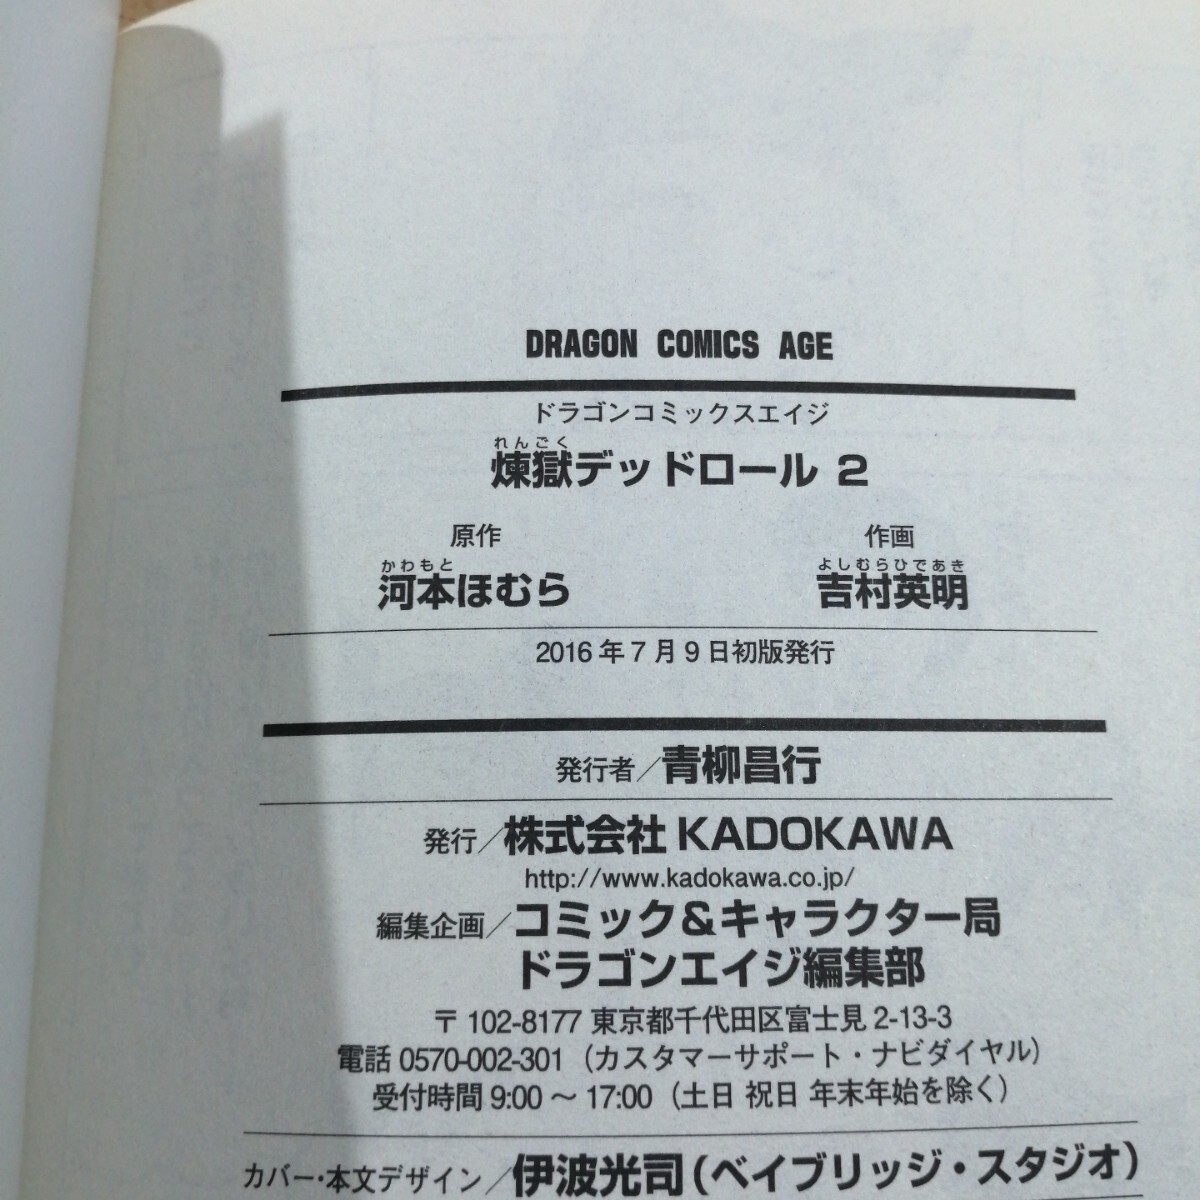 DRAGON COMICS AGE
ドラゴンコミックスエイジ
れんごく
煉獄デッドロール 2
原作 作画
かわもと よしむらひであき
河本ほむら 吉村英明
2016年7月9日初版発行
発行者／青柳昌行
発行／株式会社KADOKAWA
http://www.kadokawa.co.jp/
編集企画／コミック＆キャラクター局
ドラゴンエイジ編集部
〒102-8177 東京都千代田区富士見2-13-3
電話 0570-002-301（カスタマーサポート・ナビダイヤル）
受付時間 9:00～17:00（土日 祝日 年末年始を除く）
カバー・本文デザイン／伊波光司（ベイブリッジ・スタジオ）